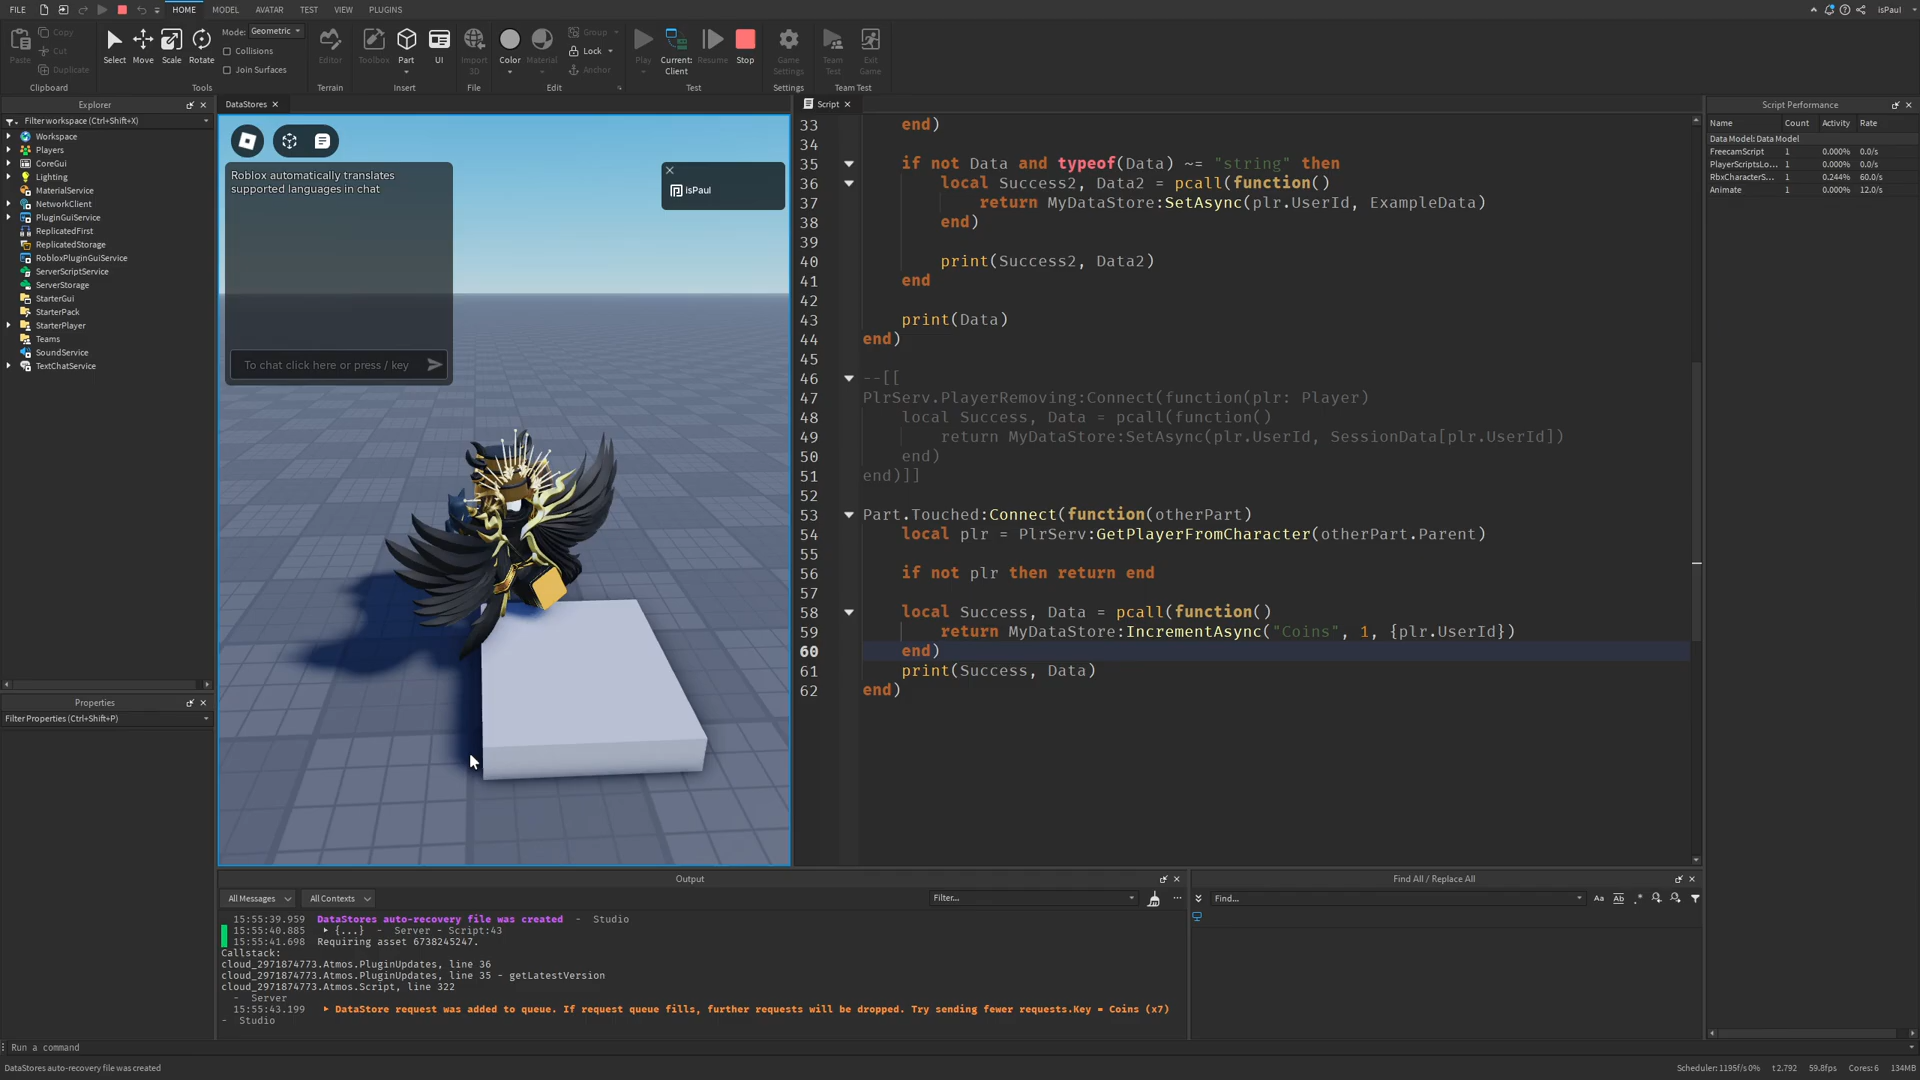 FILE
HOME
MODEL
AVATAR
TEST
VIEW
PLUGINS
isPaul
Paste
Copy
Cut
Duplicate
Clipboard
Select
Move
Scale
Rotate
Mode: Geometric
Collisions
Join Surfaces
Tools
Editor
Terrain
Toolbox
Part
UI
Insert
Import
3D
File
Color
Material
Group
Lock
Anchor
Edit
Play
Current:
Client
Resume
Stop
Test
Game
Settings
Settings
Team
Test
Exit
Game
Team Test
Explorer
Filter workspace (Ctrl+Shift+X)
Workspace
Players
CoreGui
Lighting
MaterialService
NetworkClient
PluginGuiService
ReplicatedFirst
ReplicatedStorage
RobloxPluginGuiService
ServerScriptService
ServerStorage
StarterGui
StarterPack
StarterPlayer
Teams
SoundService
TextChatService
Properties
Filter Properties (Ctrl+Shift+P)
DataStores
Roblox automatically translates
supported languages in chat
To chat click here or press / key
isPaul
Script
33 end)
34
35 if not Data and typeof(Data) ~= "string" then
36 local Success2, Data2 = pcall(function()
37 return MyDataStore:SetAsync(plr.UserId, ExampleData)
38 end)
39
40 print(Success2, Data2)
41 end
42
43 print(Data)
44 end)
45
46 --[[
47 PlrServ.PlayerRemoving:Connect(function(plr: Player)
48 local Success, Data = pcall(function()
49 return MyDataStore:SetAsync(plr.UserId, SessionData[plr.UserId])
50 end)
51 end)]]
52
53 Part.Touched:Connect(function(otherPart)
54 local plr = PlrServ:GetPlayerFromCharacter(otherPart.Parent)
55
56 if not plr then return end
57
58 local Success, Data = pcall(function()
59 return MyDataStore:IncrementAsync("Coins", 1, {plr.UserId})
60 end)
61 print(Success, Data)
62 end)
Script Performance
Name Count Activity Rate
Data Model: Data Model
FreecamScript 1 0.000% 0.0/s
PlayerScriptsLo... 1 0.000% 0.0/s
RbxCharacterS... 1 0.244% 60.0/s
Animate 1 0.000% 12.0/s
Output
All Messages
All Contexts
Filter...
15:55:39.959 DataStores auto-recovery file was created - Studio
15:55:40.885 {...} - Server - Script:43
15:55:41.698 Requiring asset 6738245247.
Callstack:
cloud_2971874773.Atmos.PluginUpdates, line 36
cloud_2971874773.Atmos.PluginUpdates, line 35 - getLatestVersion
cloud_2971874773.Atmos.Script, line 322
- Server
15:55:43.199 DataStore request was added to queue. If request queue fills, further requests will be dropped. Try sending fewer requests.Key = Coins (x7)
- Studio
Find All / Replace All
Find...
Aa
Ab
Run a command
DataStores auto-recovery file was created
Scheduler: 1195f/s 0%
t 2.792
59.8fps
Cores: 6
134MB